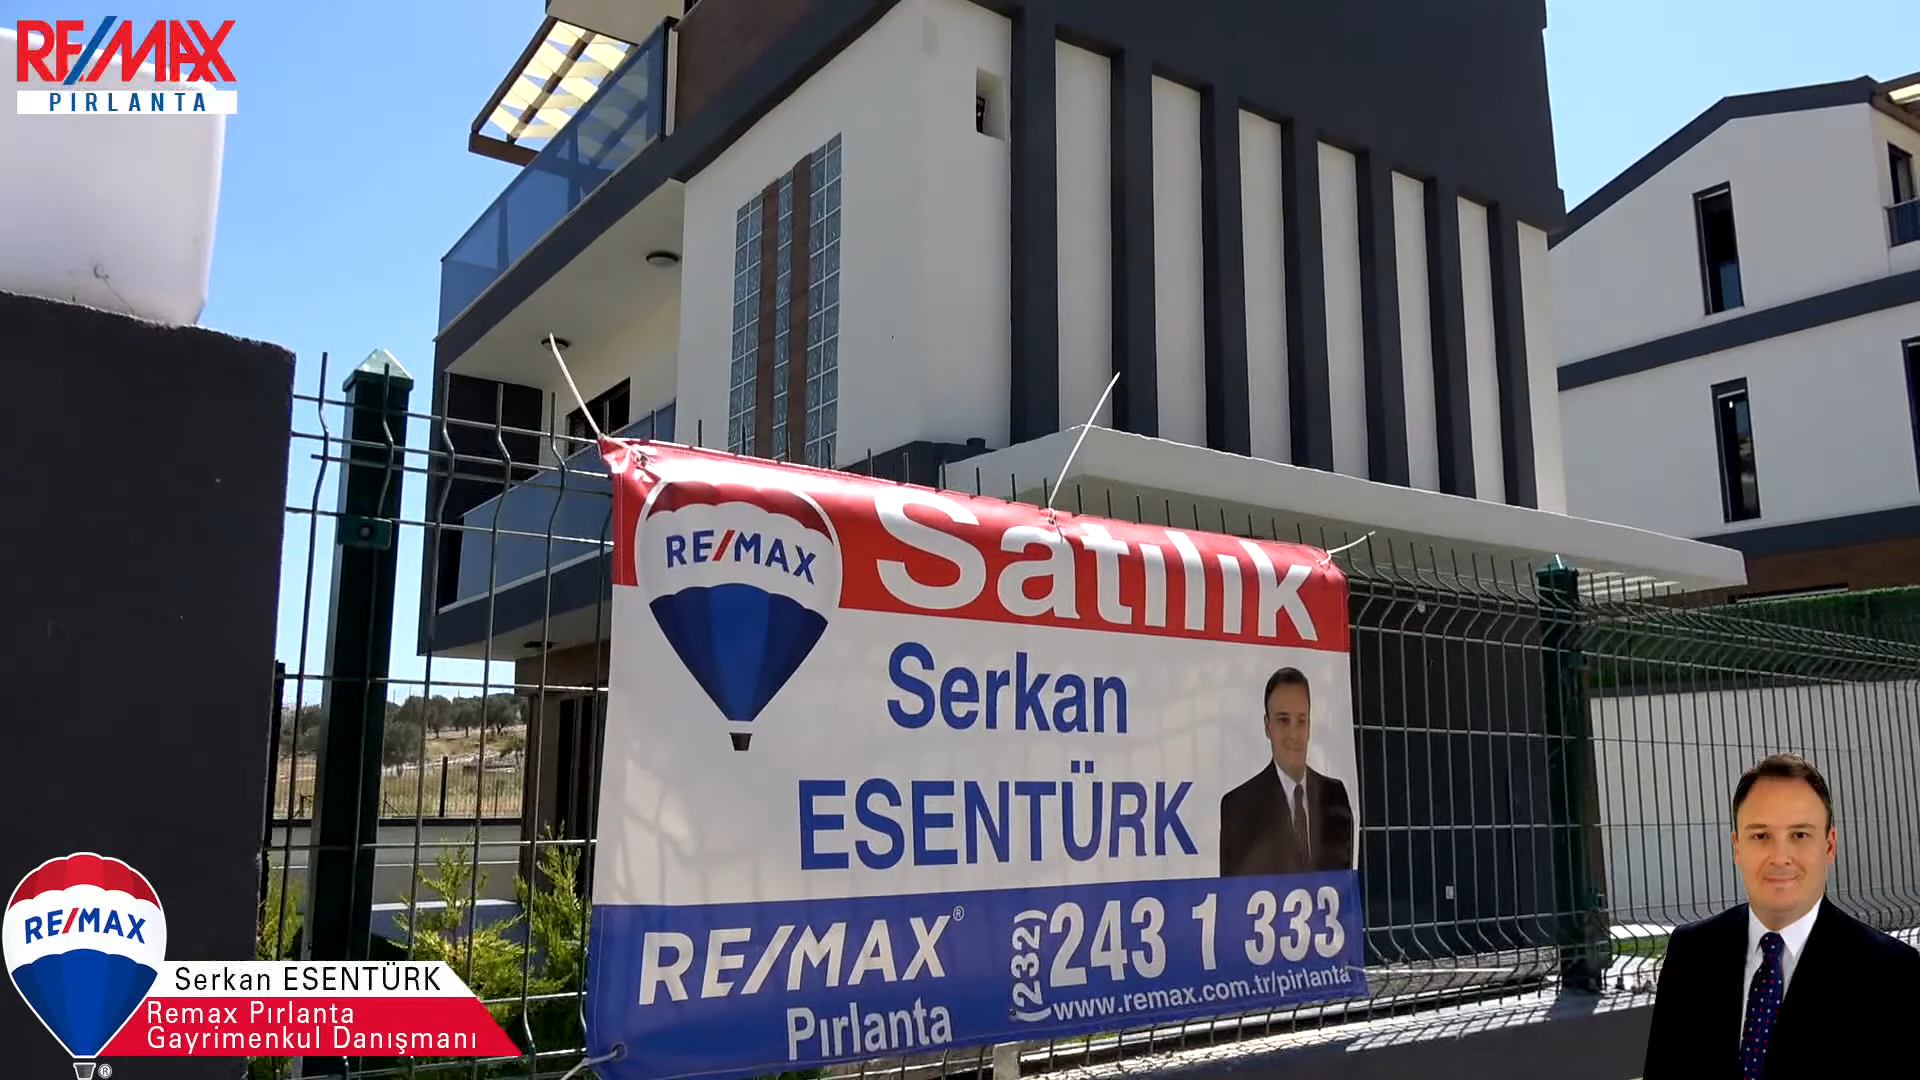 RE/MAX
PIRLANTA
RE/MAX
Satılık
Serkan
ESENTÜRK
RE/MAX®
Pırlanta
(232) 243 1 333
www.remax.com.tr/pirlanta
RE/MAX
Serkan ESENTÜRK
Remax Pırlanta
Gayrimenkul Danışmanı
®